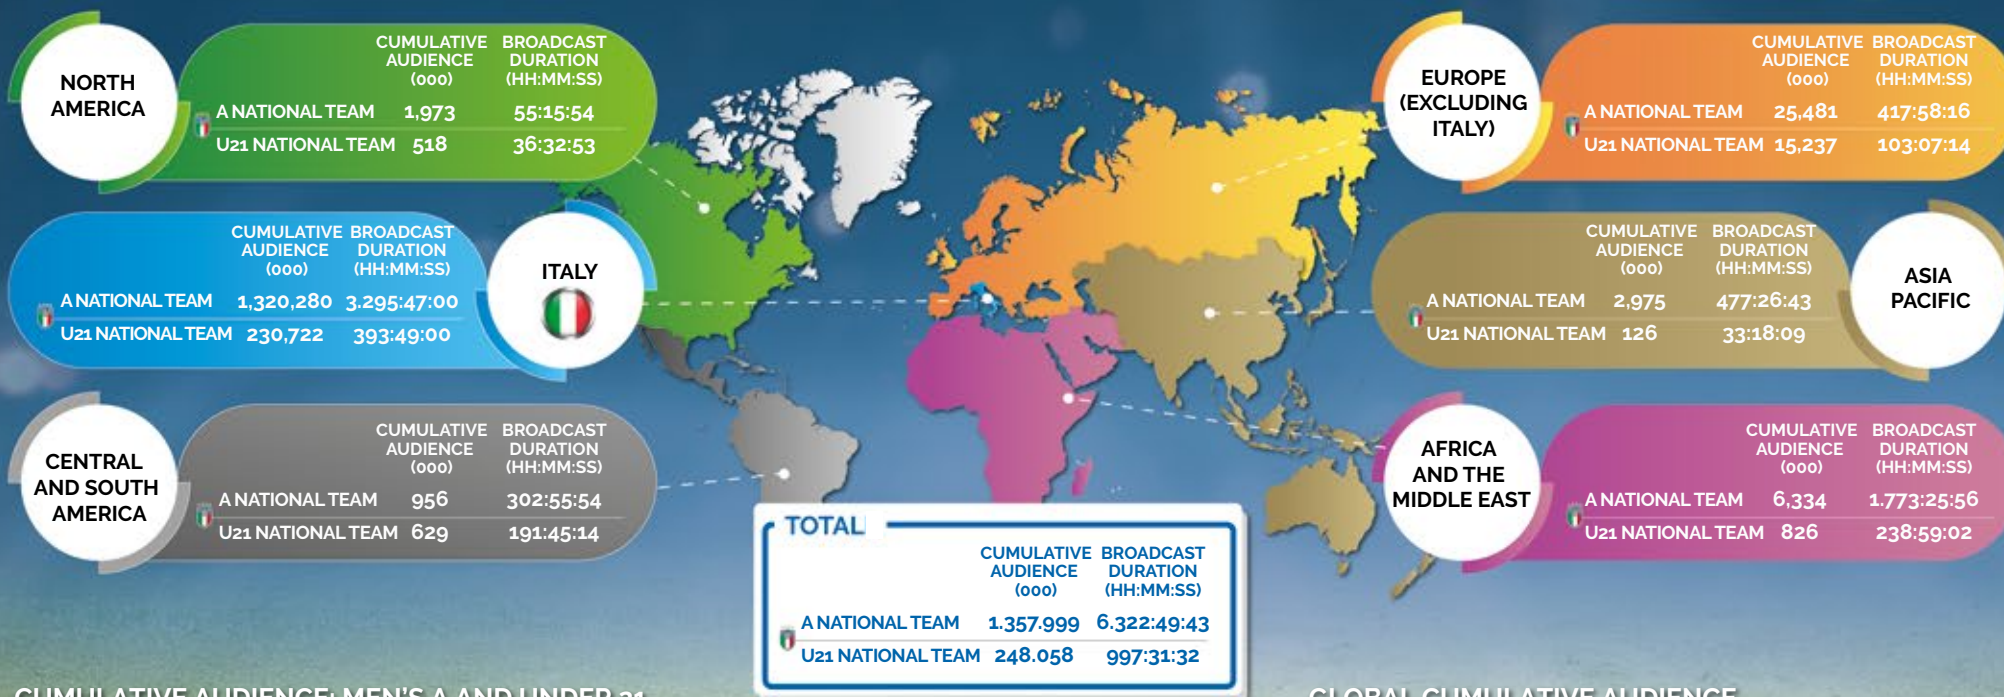 NORTH
AMERICA
CUMULATIVE AUDIENCE (000) BROADCAST DURATION (HH:MM:SS)
A NATIONAL TEAM 1,973 55:15:54
U21 NATIONAL TEAM 518 36:32:53
EUROPE
(EXCLUDING
ITALY)
CUMULATIVE AUDIENCE (000) BROADCAST DURATION (HH:MM:SS)
A NATIONAL TEAM 25,481 417:58:16
U21 NATIONAL TEAM 15,237 103:07:14
CUMULATIVE AUDIENCE (000) BROADCAST DURATION (HH:MM:SS)
A NATIONAL TEAM 1,320,280 3.295:47:00
U21 NATIONAL TEAM 230,722 393:49:00
ITALY
CUMULATIVE AUDIENCE (000) BROADCAST DURATION (HH:MM:SS)
A NATIONAL TEAM 2,975 477:26:43
U21 NATIONAL TEAM 126 33:18:09
ASIA
PACIFIC
CENTRAL
AND SOUTH
AMERICA
CUMULATIVE AUDIENCE (000) BROADCAST DURATION (HH:MM:SS)
A NATIONAL TEAM 956 302:55:54
U21 NATIONAL TEAM 629 191:45:14
AFRICA
AND THE
MIDDLE EAST
CUMULATIVE AUDIENCE (000) BROADCAST DURATION (HH:MM:SS)
A NATIONAL TEAM 6,334 1.773:25:56
U21 NATIONAL TEAM 826 238:59:02
TOTAL
CUMULATIVE AUDIENCE (000) BROADCAST DURATION (HH:MM:SS)
A NATIONAL TEAM 1.357.999 6.322:49:43
U21 NATIONAL TEAM 248.058 997:31:32
CUMULATIVE AUDIENCE: MEN'S A AND UNDER 21
GLOBAL CUMULATIVE AUDIENCE